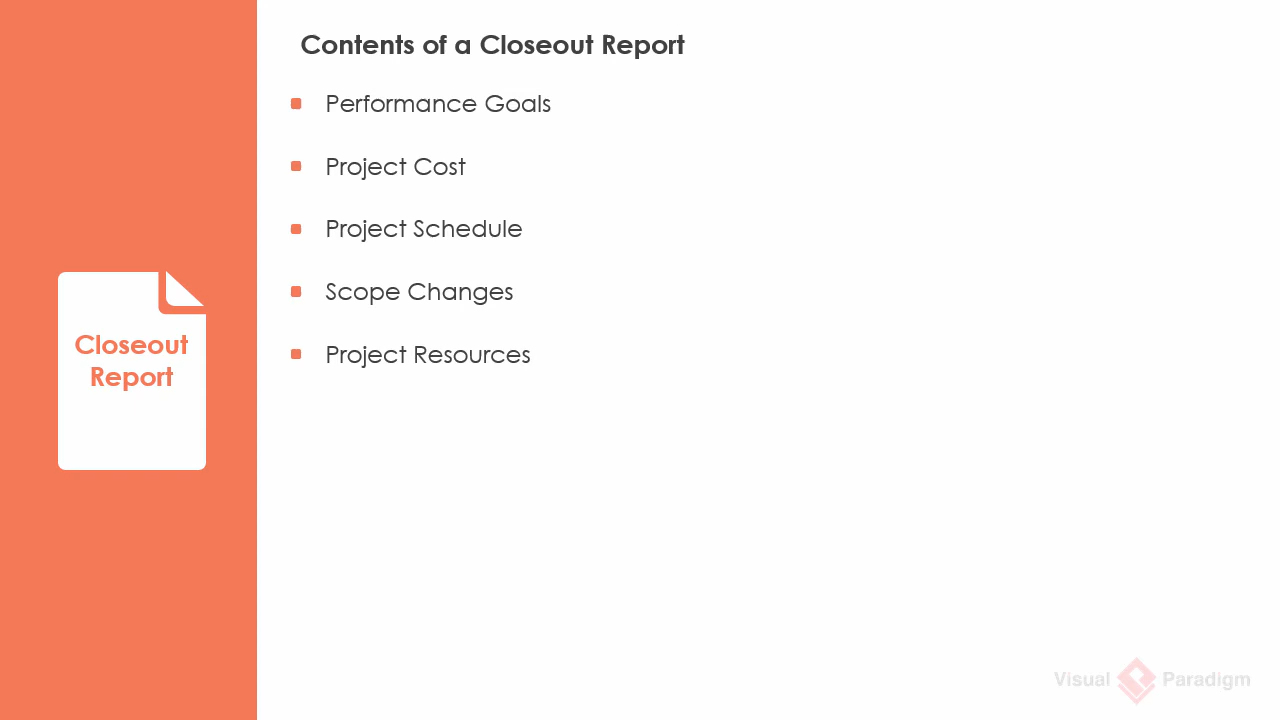 Contents of a Closeout Report
Performance Goals
Project Cost
Project Schedule
Scope Changes
Project Resources
Closeout
Report
Visual Paradigm